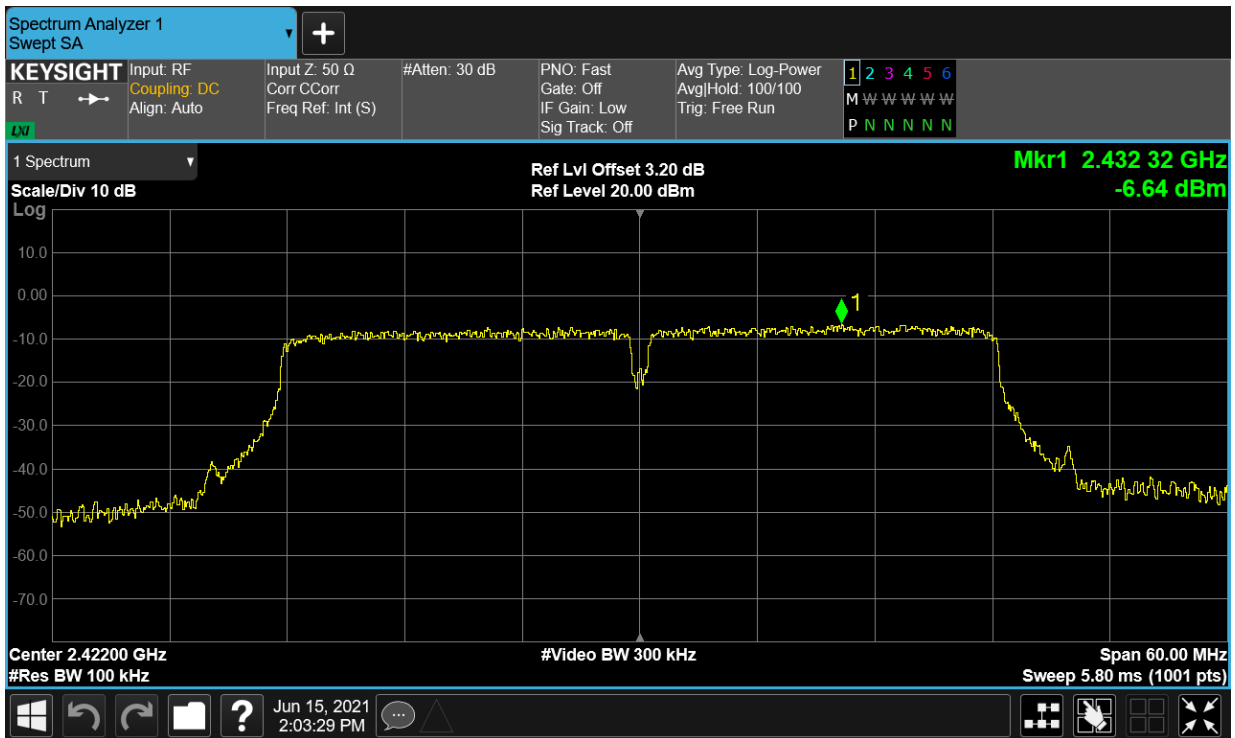 Spectrum Analyzer 1
Swept SA
KEYSIGHT
R T
LXI
Input: RF
Coupling: DC
Align: Auto
Input Z: 50 Ω
Corr CCorr
Freq Ref: Int (S)
#Atten: 30 dB
PNO: Fast
Gate: Off
IF Gain: Low
Sig Track: Off
Avg Type: Log-Power
Avg|Hold: 100/100
Trig: Free Run
1 2 3 4 5 6
M W W W W W
P N N N N N
1 Spectrum
Scale/Div 10 dB
Log
Ref Lvl Offset 3.20 dB
Ref Level 20.00 dBm
Mkr1 2.432 32 GHz
-6.64 dBm
10.0
0.00
-10.0
-20.0
-30.0
-40.0
-50.0
-60.0
-70.0
1
Center 2.42200 GHz
#Res BW 100 kHz
#Video BW 300 kHz
Span 60.00 MHz
Sweep 5.80 ms (1001 pts)
?
Jun 15, 2021
2:03:29 PM